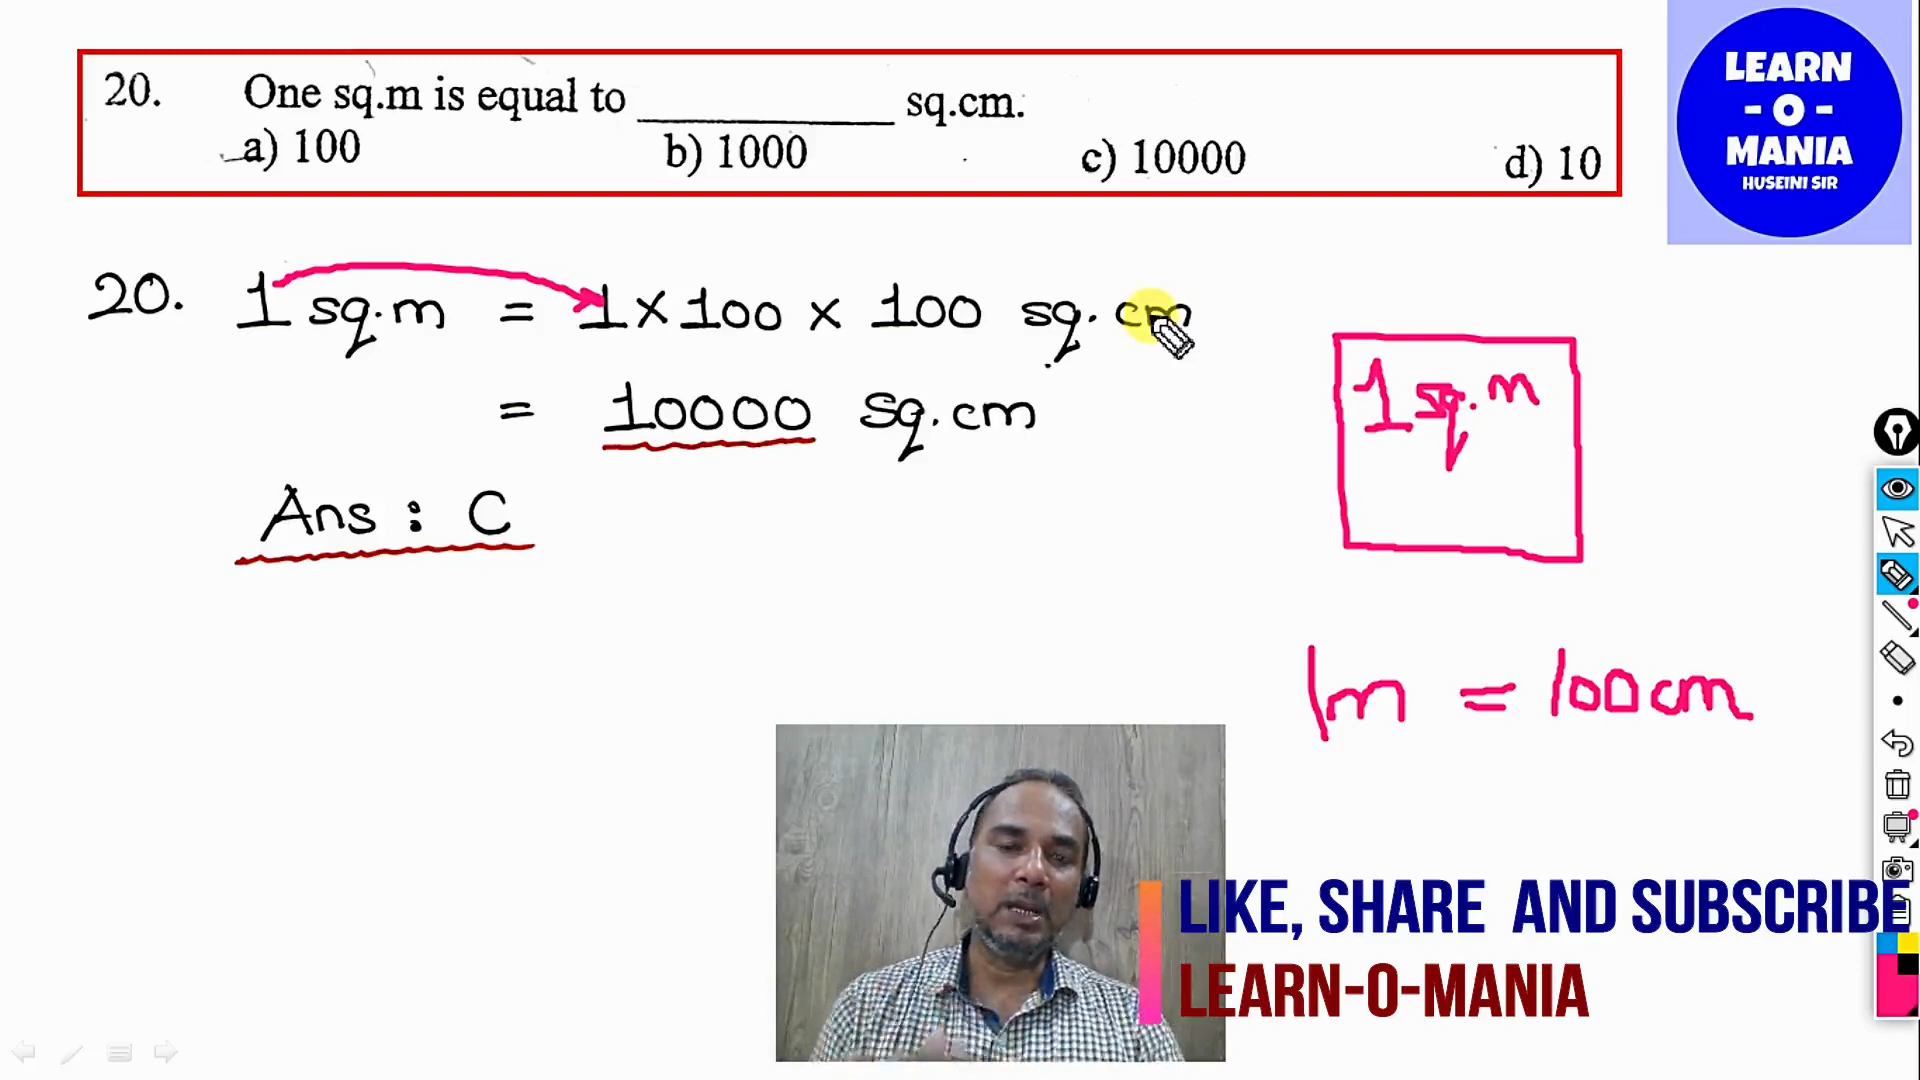 20. One sq.m is equal to __________ sq.cm.
a) 100 b) 1000 c) 10000 d) 10
LEARN
- O -
MANIA
HUSEINI SIR
20. 1 sq.m = 1 x 100 x 100 sq.cm
= 10000 sq.cm
Ans : C
1 sq.m
1m = 100cm
LIKE, SHARE AND SUBSCRIBE
LEARN-O-MANIA